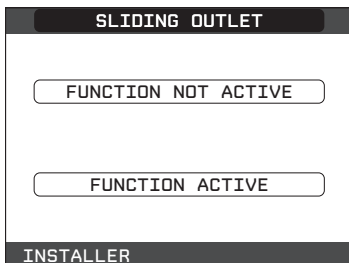 SLIDING OUTLET
FUNCTION NOT ACTIVE
FUNCTION ACTIVE
INSTALLER